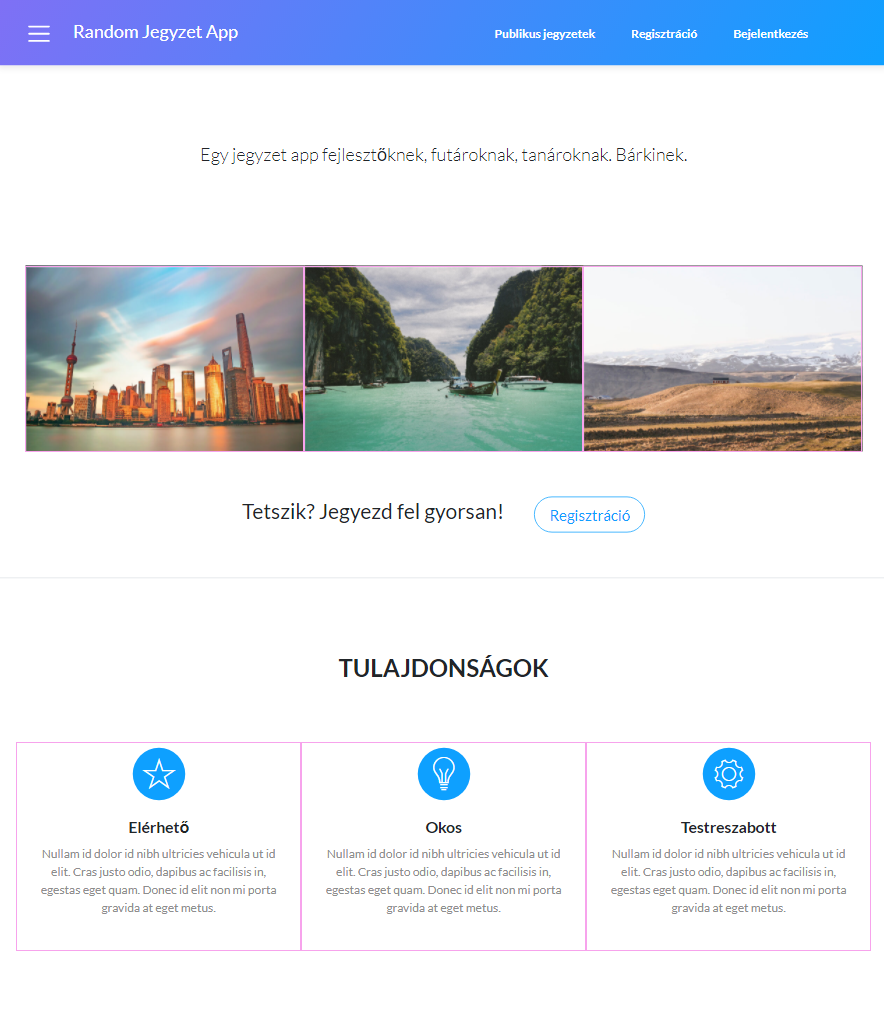 Random Jegyzet App
Publikus jegyzetek
Regisztráció
Bejelentkezés
Egy jegyzet app fejlesztőknek, futároknak, tanároknak. Bárkinek.
Tetszik? Jegyezd fel gyorsan!
Regisztráció
TULAJDONSÁGOK
Elérhető
Nullam id dolor id nibh ultricies vehicula ut id
elit. Cras justo odio, dapibus ac facilisis in,
egestas eget quam. Donec id elit non mi porta
gravida at eget metus.
Okos
Nullam id dolor id nibh ultricies vehicula ut id
elit. Cras justo odio, dapibus ac facilisis in,
egestas eget quam. Donec id elit non mi porta
gravida at eget metus.
Testreszabott
Nullam id dolor id nibh ultricies vehicula ut id
elit. Cras justo odio, dapibus ac facilisis in,
egestas eget quam. Donec id elit non mi porta
gravida at eget metus.